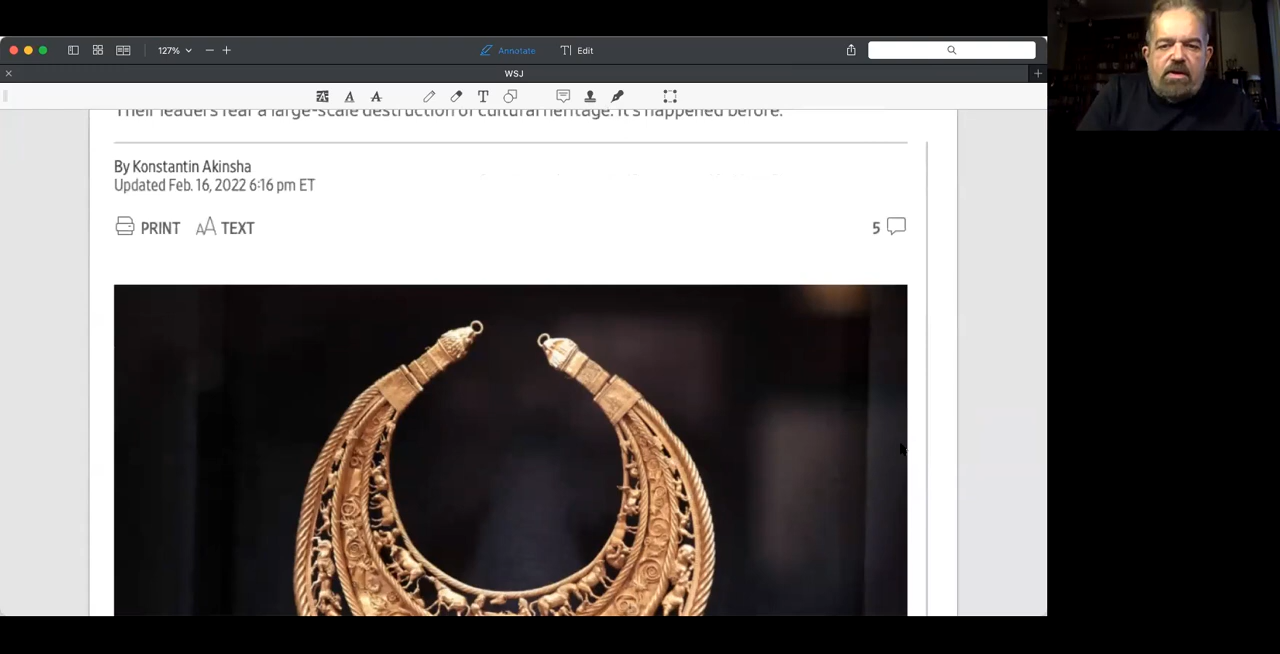 127%
Annotate
Edit
WSJ
Their leaders fear a large-scale destruction of cultural heritage. It's happened before.
By Konstantin Akinsha
Updated Feb. 16, 2022 6:16 pm ET
PRINT AA TEXT
5